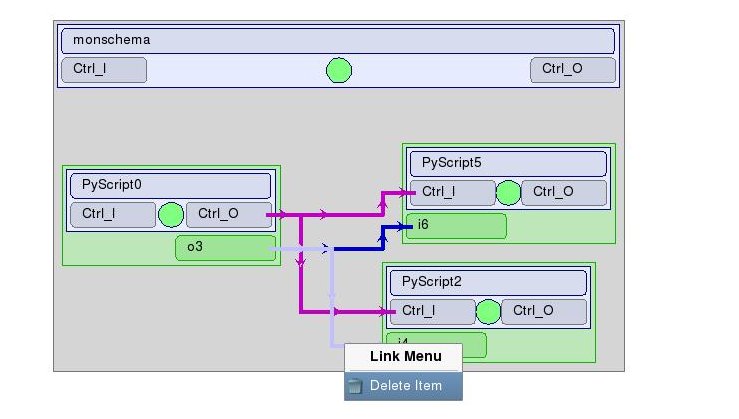 monschema
Ctrl_I
Ctrl_O
PyScript5
Ctrl_I
Ctrl_O
i6
PyScript0
Ctrl_I
Ctrl_O
o3
PyScript2
Ctrl_I
Ctrl_O
i4
Link Menu
Delete Item